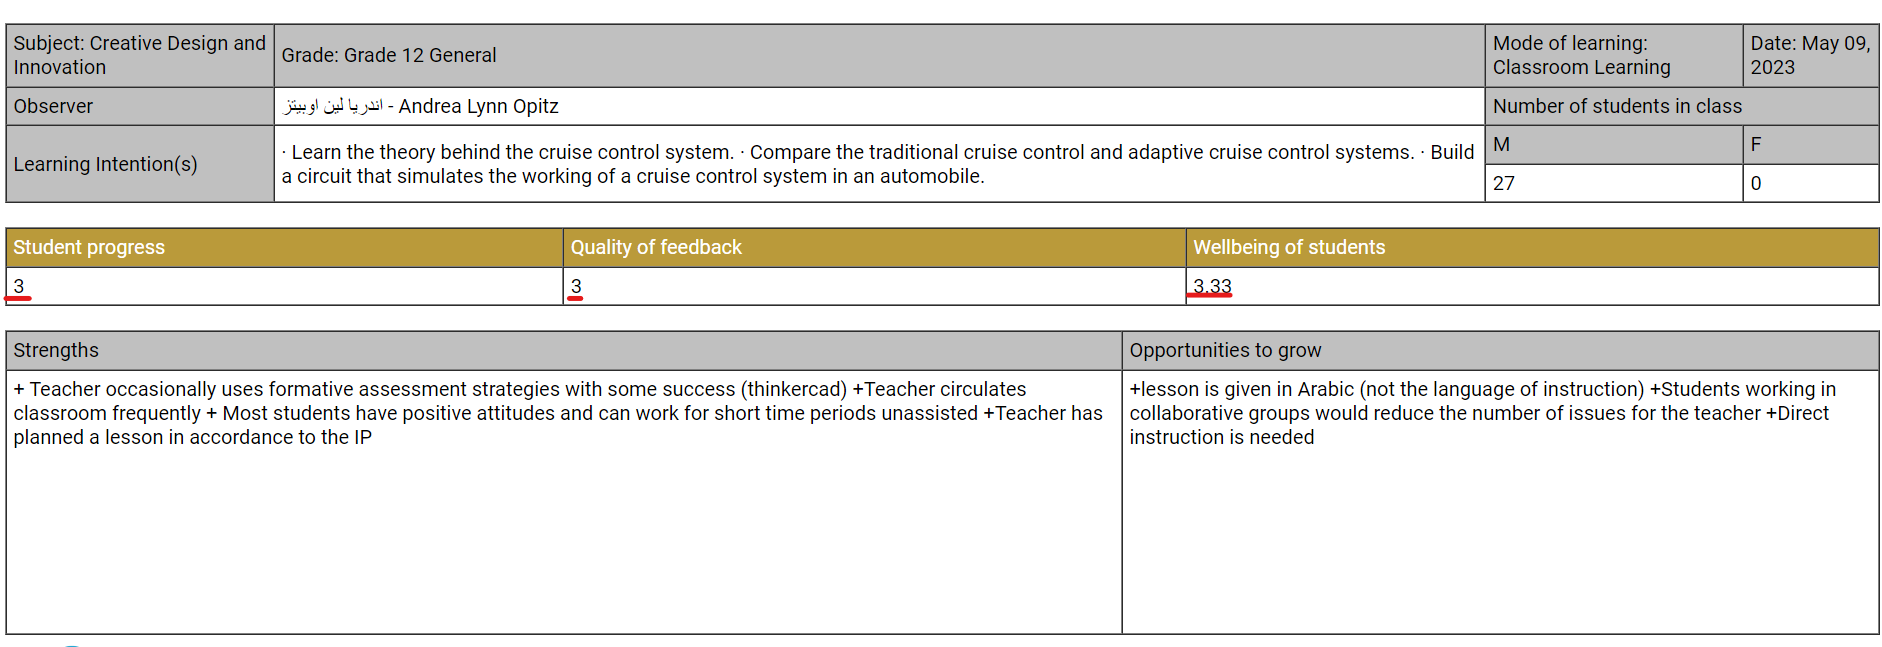 Subject: Creative Design and
Innovation
Grade: Grade 12 General
Mode of learning:
Classroom Learning
Date: May 09,
2023
Observer
اندريا لين اوبيتز - Andrea Lynn Opitz
Number of students in class
Learning Intention(s)
· Learn the theory behind the cruise control system. · Compare the traditional cruise control and adaptive cruise control systems. · Build
a circuit that simulates the working of a cruise control system in an automobile.
M
F
27
0
Student progress
Quality of feedback
Wellbeing of students
3
3
3.33
Strengths
Opportunities to grow
+ Teacher occasionally uses formative assessment strategies with some success (thinkercad) +Teacher circulates
classroom frequently + Most students have positive attitudes and can work for short time periods unassisted +Teacher has
planned a lesson in accordance to the IP
+lesson is given in Arabic (not the language of instruction) +Students working in
collaborative groups would reduce the number of issues for the teacher +Direct
instruction is needed